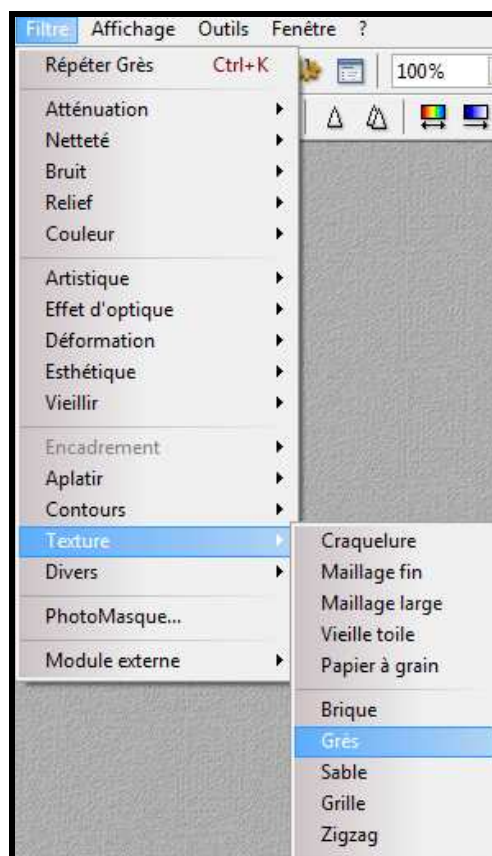 Filtre Affichage Outils Fenêtre ?
Répéter Grès Ctrl+K
100%
Atténuation
Netteté
Bruit
Relief
Couleur
Artistique
Effet d'optique
Déformation
Esthétique
Vieillir
Encadrement
Aplatir
Contours
Texture
Divers
PhotoMasque...
Module externe
Craquelure
Maillage fin
Maillage large
Vieille toile
Papier à grain
Brique
Grès
Sable
Grille
Zigzag